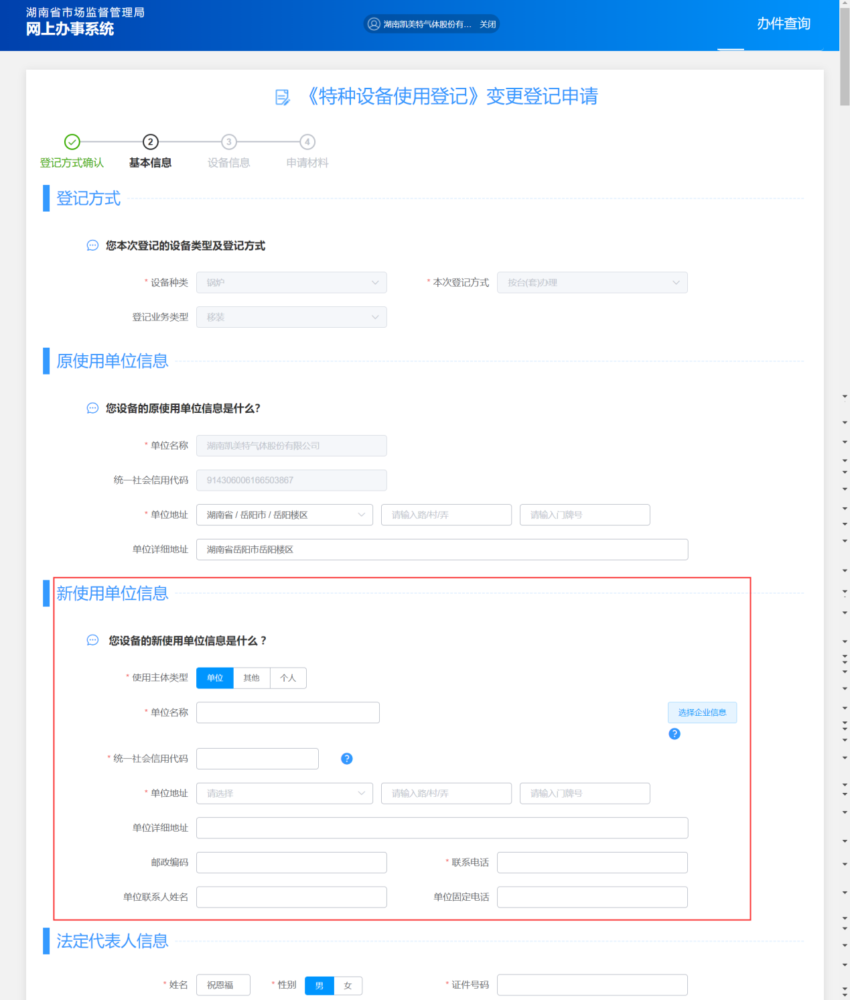 湖南省市场监督管理局
网上办事系统
湖南凯美特气体股份有... 关闭
办件查询
《特种设备使用登记》变更登记申请
2 3 4
登记方式确认 基本信息 设备信息 申请材料
登记方式
您本次登记的设备类型及登记方式
* 设备种类 锅炉 * 本次登记方式 按台(套)办理
登记业务类型 移装
原使用单位信息
您设备的原使用单位信息是什么?
* 单位名称 湖南凯美特气体股份有限公司
统一社会信用代码 914306006166503867
* 单位地址 湖南省 / 岳阳市 / 岳阳楼区 请输入路/村/弄 请输入门牌号
单位详细地址 湖南省岳阳市岳阳楼区
新使用单位信息
您设备的新使用单位信息是什么？
* 使用主体类型 单位 其他 个人
* 单位名称 选择企业信息
?
* 统一社会信用代码 ?
* 单位地址 请选择 请输入路/村/弄 请输入门牌号
单位详细地址
邮政编码 * 联系电话
单位联系人姓名 单位固定电话
法定代表人信息
* 姓名 祝恩福 * 性别 男 女 * 证件号码